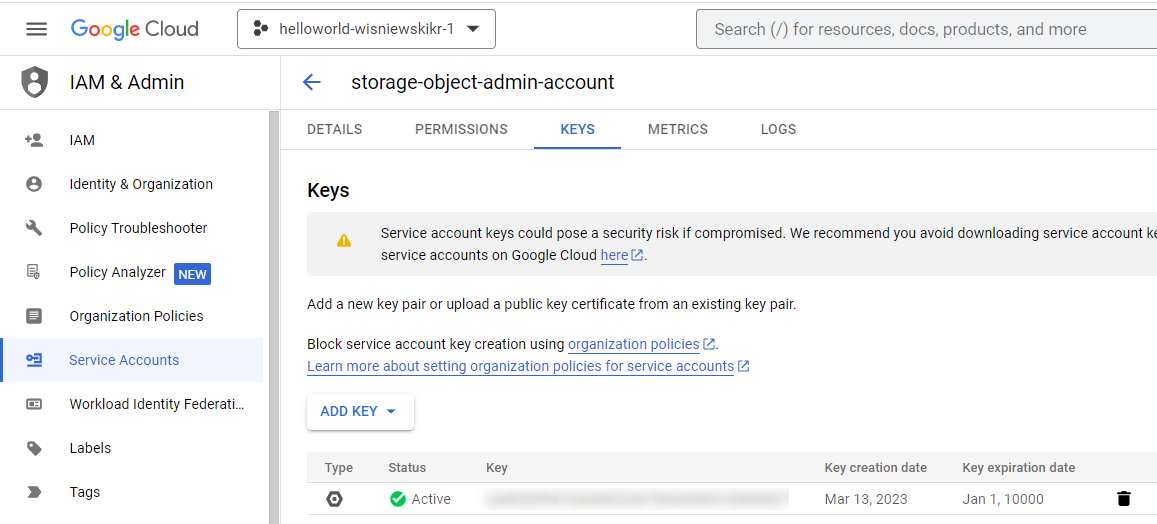 Google Cloud
helloworld-wisniewskikr-1
Search (/) for resources, docs, products, and more
IAM & Admin
storage-object-admin-account
IAM
Identity & Organization
Policy Troubleshooter
Policy Analyzer NEW
Organization Policies
Service Accounts
Workload Identity Federati...
Labels
Tags
DETAILS PERMISSIONS KEYS METRICS LOGS
Keys
Service account keys could pose a security risk if compromised. We recommend you avoid downloading service account ke
service accounts on Google Cloud here.
Add a new key pair or upload a public key certificate from an existing key pair.
Block service account key creation using organization policies.
Learn more about setting organization policies for service accounts
ADD KEY
Type Status Key Key creation date Key expiration date
Active Mar 13, 2023 Jan 1, 10000